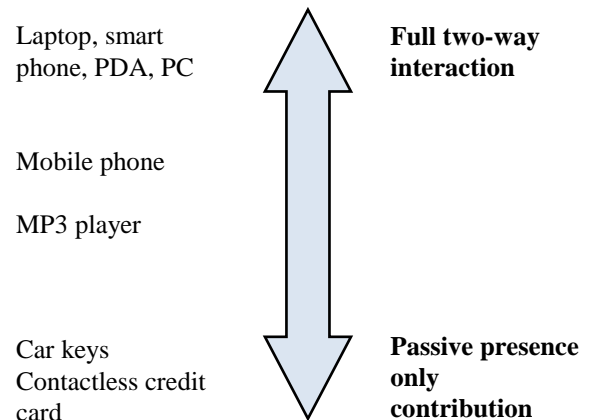 Laptop, smart
phone, PDA, PC
Full two-way
interaction
Mobile phone
MP3 player
Car keys
Contactless credit
card
Passive presence
only
contribution